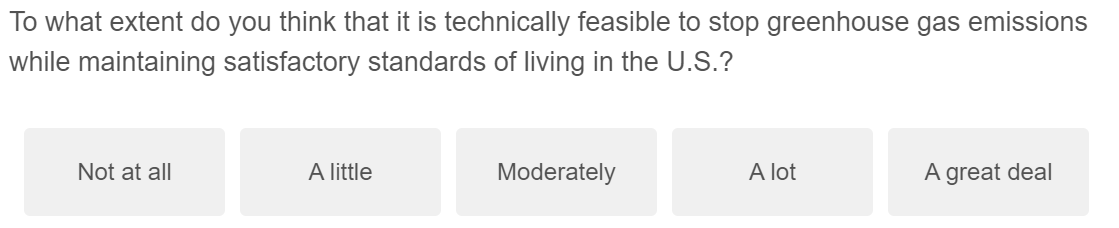 To what extent do you think that it is technically feasible to stop greenhouse gas emissions
while maintaining satisfactory standards of living in the U.S.?
Not at all
A little
Moderately
A lot
A great deal